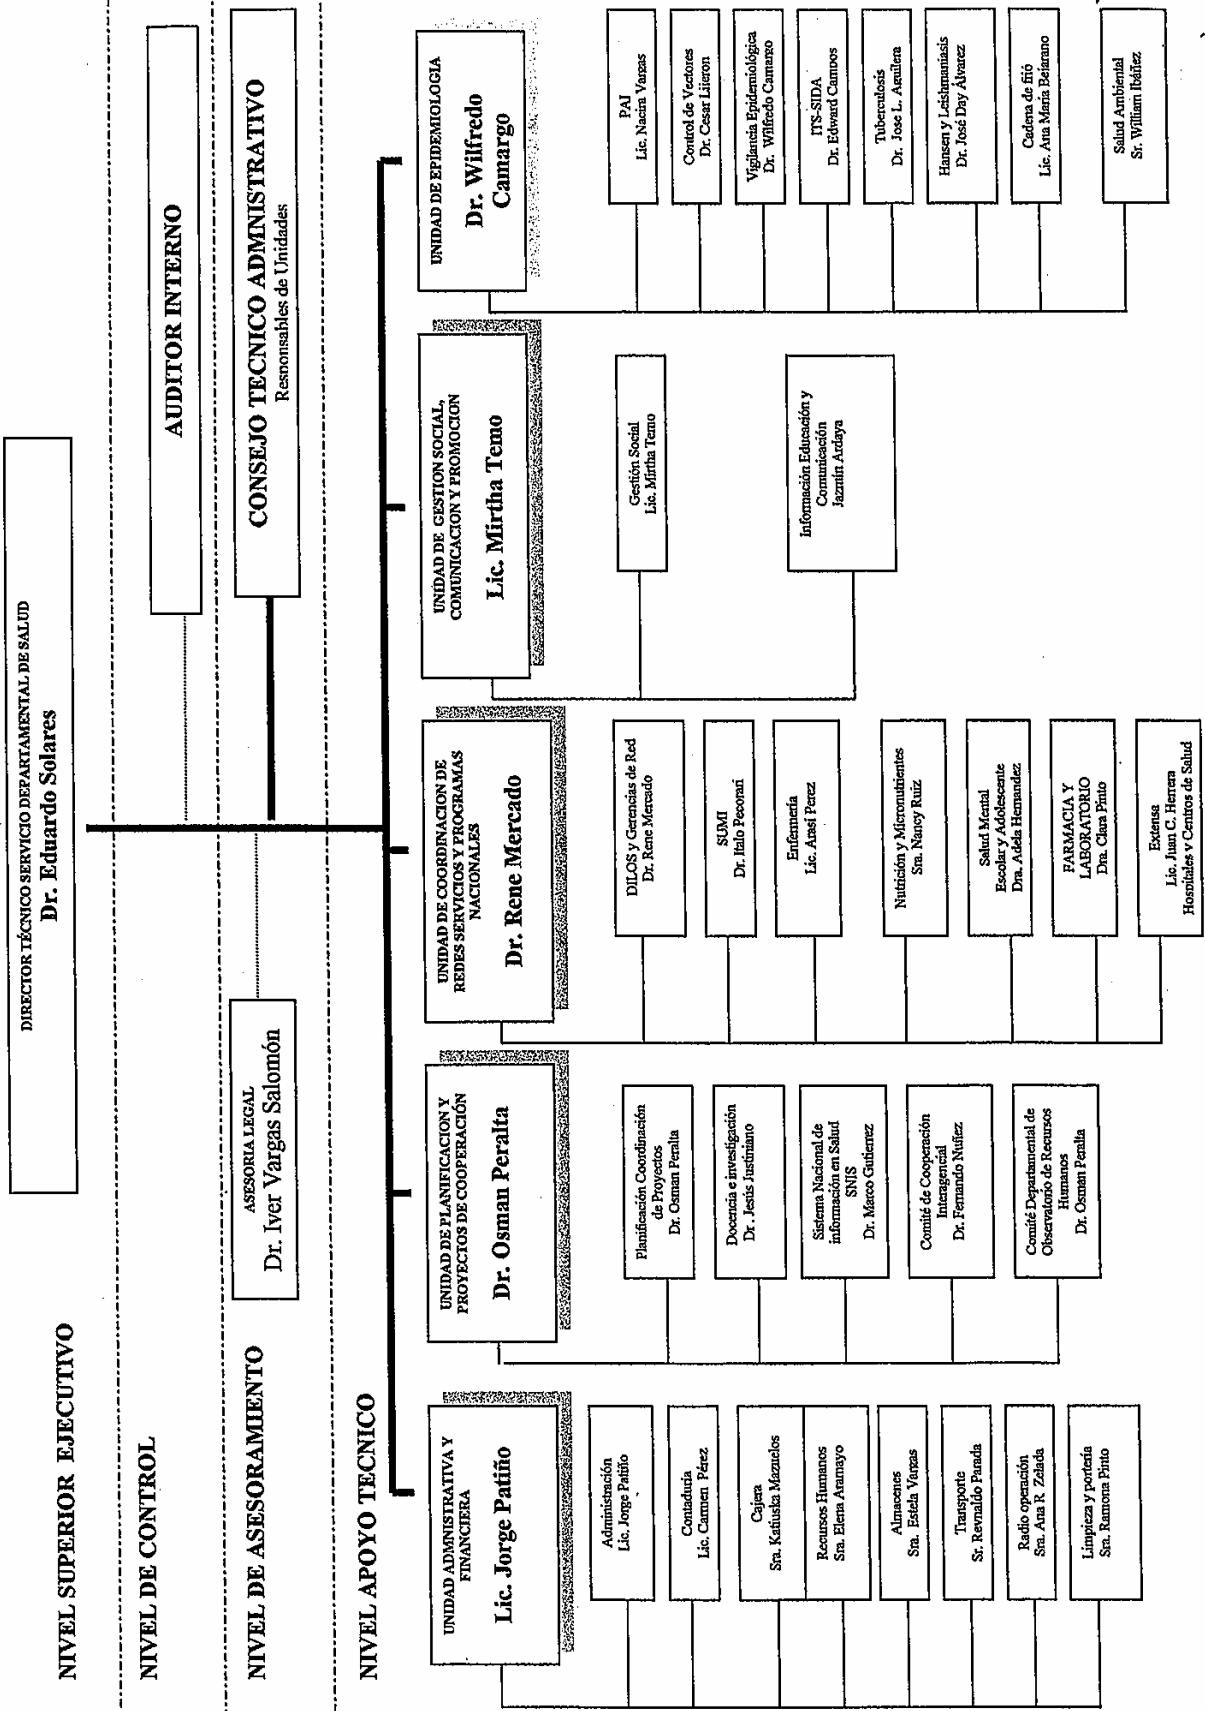 DIRECTOR TÉCNICO SERVICIO DEPARTAMENTAL DE SALUD
Dr. Eduardo Solares
NIVEL SUPERIOR EJECUTIVO
NIVEL DE CONTROL
AUDITOR INTERNO
NIVEL DE ASESORAMIENTO
ASESORIA LEGAL
Dr. Iver Vargas Salomón
CONSEJO TECNICO ADMNISTRATIVO
Responsables de Unidades
NIVEL APOYO TECNICO
UNIDAD ADMNISTRATIVA Y
FINANCIERA
Lic. Jorge Patiño
Administración
Lic. Jorge Patiño
Contaduría
Lic. Carmen Pérez
Cajera
Sra. Katiuska Mazuelos
Recursos Humanos
Sra. Elena Aramayo
Almacenes
Sra. Estela Vargas
Transporte
Sr. Reynaldo Parada
Radio operación
Sra. Ana R. Zelada
Limpieza y portería
Sra. Ramona Pinto
UNIDAD DE PLANIFICACION Y
PROYECTOS DE COOPERACIÓN
Dr. Osman Peralta
Planificación Coordinación
de Proyectos
Dr. Osman Peralta
Docencia e investigación
Dr. Jesús Justiniano
Sistema Nacional de
información en Salud
SNIS
Dr. Marco Gutierrez
Comité de Cooperación
Interagencial
Dr. Fernando Nuñez
Comité Departamental de
Observatorio de Recursos
Humanos
Dr. Osman Peralta
UNIDAD DE COORDINACION DE
REDES SERVICIOS Y PROGRAMAS
NACIONALES
Dr. Rene Mercado
DILOS y Gerencias de Red
Dr. Rene Mercado
SUMI
Dr. Italo Pecorari
Enfermería
Lic. Arasí Perez
Nutrición y Micronutrientes
Sra. Nancy Ruiz
Salud Mental
Escolar y Adolescente
Dra. Adela Hernandez
FARMACIA Y
LABORATORIO
Dra. Clara Pinto
Extensa
Lic. Juan C. Herrera
Hospitales y Centros de Salud
UNIDAD DE GESTION SOCIAL,
COMUNICACION Y PROMOCION
Lic. Mirtha Temo
Gestión Social
Lic. Mirtha Temo
Información Educación y
Comunicación
Jazmín Ardaya
UNIDAD DE EPIDEMIOLOGIA
Dr. Wilfredo
Camargo
PAI
Lic. Nacira Vargas
Control de Vectores
Dr. Cesar Liieron
Vigilancia Epidemiológica
Dr. Wilfredo Camargo
ITS-SIDA
Dr. Edward Campos
Tuberculosis
Dr. Jose L. Aguilera
Hansen y Leishmaniasis
Dr. José Day Álvarez
Cadena de frió
Lic. Ana Maria Bejarano
Salud Ambiental
Sr. William Ibáñez